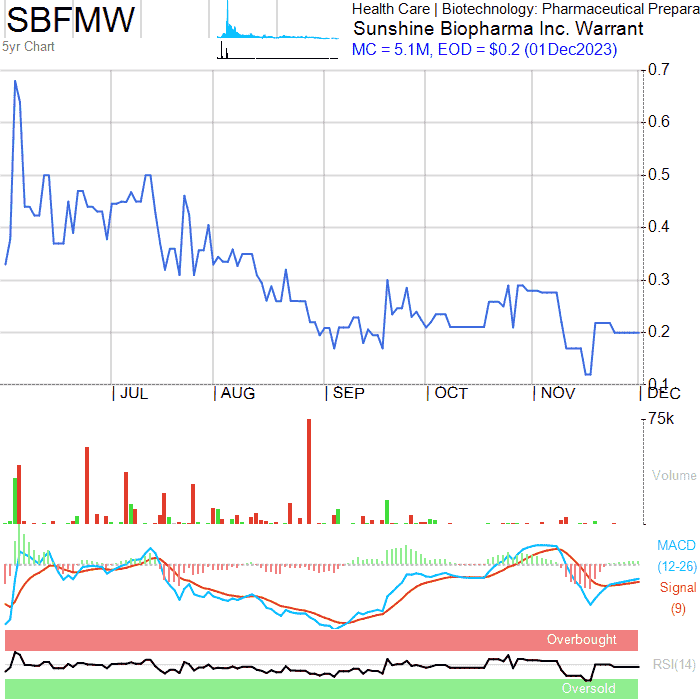 SBFMW
5yr Chart
Health Care | Biotechnology: Pharmaceutical Prepara
Sunshine Biopharma Inc. Warrant
MC = 5.1M, EOD = $0.2 (01Dec2023)
0.7
0.6
0.5
0.4
0.3
0.2
0.1
JUL
AUG
SEP
OCT
NOV
DEC
75k
Volume
MACD
(12-26)
Signal
(9)
Overbought
RSI(14)
Oversold